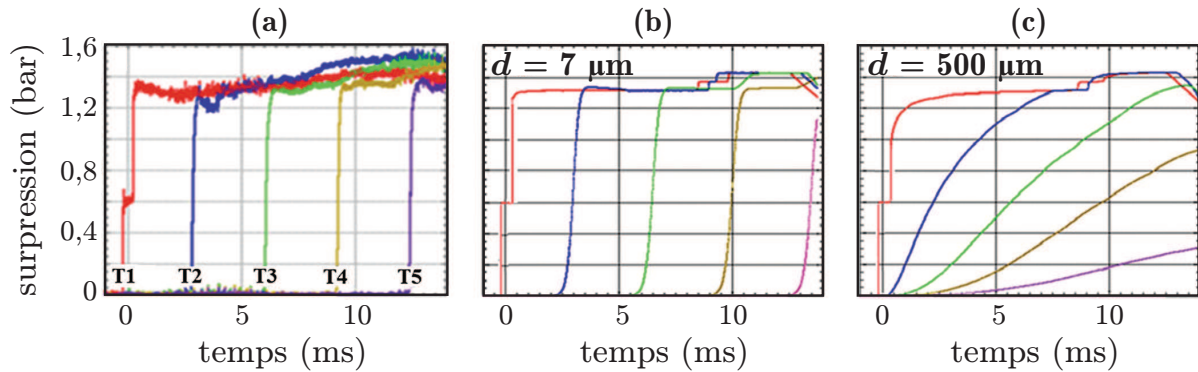 (a)
(b)
(c)
surpression (bar)
1,6
1,2
0,8
0,4
0
T1 T2 T3 T4 T5
d = 7 µm
d = 500 µm
0 5 10
0 5 10
0 5 10
temps (ms)
temps (ms)
temps (ms)